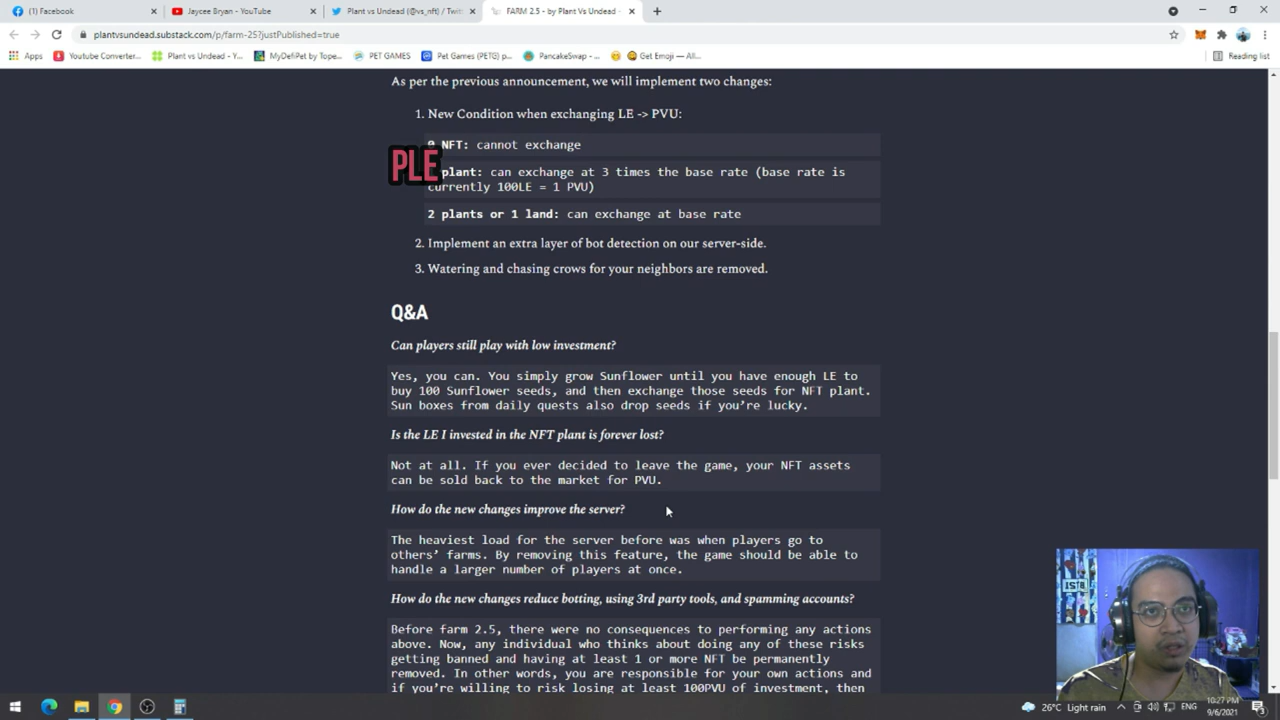 (1) Facebook
Jaycee Bryan - YouTube
Plant vs Undead (@vs_nft) / Twit
FARM 2.5 - by Plant Vs Undead -
plantvsundead.substack.com/p/farm-25?justPublished=true
Apps
Youtube Converter...
Plant vs Undead - Y...
MyDefiPet by Tope...
PET GAMES
Pet Games (PETG) p...
PancakeSwap - ...
Get Emoji — All...
Reading list
As per the previous announcement, we will implement two changes:
1. New Condition when exchanging LE -> PVU:
NFT: cannot exchange
PLE
plant: can exchange at 3 times the base rate (base rate is
currently 100LE = 1 PVU)
2 plants or 1 land: can exchange at base rate
2. Implement an extra layer of bot detection on our server-side.
3. Watering and chasing crows for your neighbors are removed.
Q&A
Can players still play with low investment?
Yes, you can. You simply grow Sunflower until you have enough LE to
buy 100 Sunflower seeds, and then exchange those seeds for NFT plant.
Sun boxes from daily quests also drop seeds if you're lucky.
Is the LE I invested in the NFT plant is forever lost?
Not at all. If you ever decided to leave the game, your NFT assets
can be sold back to the market for PVU.
How do the new changes improve the server?
The heaviest load for the server before was when players go to
others' farms. By removing this feature, the game should be able to
handle a larger number of players at once.
How do the new changes reduce botting, using 3rd party tools, and spamming accounts?
Before farm 2.5, there were no consequences to performing any actions
above. Now, any individual who thinks about doing any of these risks
getting banned and having at least 1 or more NFT be permanently
removed. In other words, you are responsible for your own actions and
if you're willing to risk losing at least 100PVU of investment, then
26°C Light rain
ENG
10:27 PM
9/6/2021